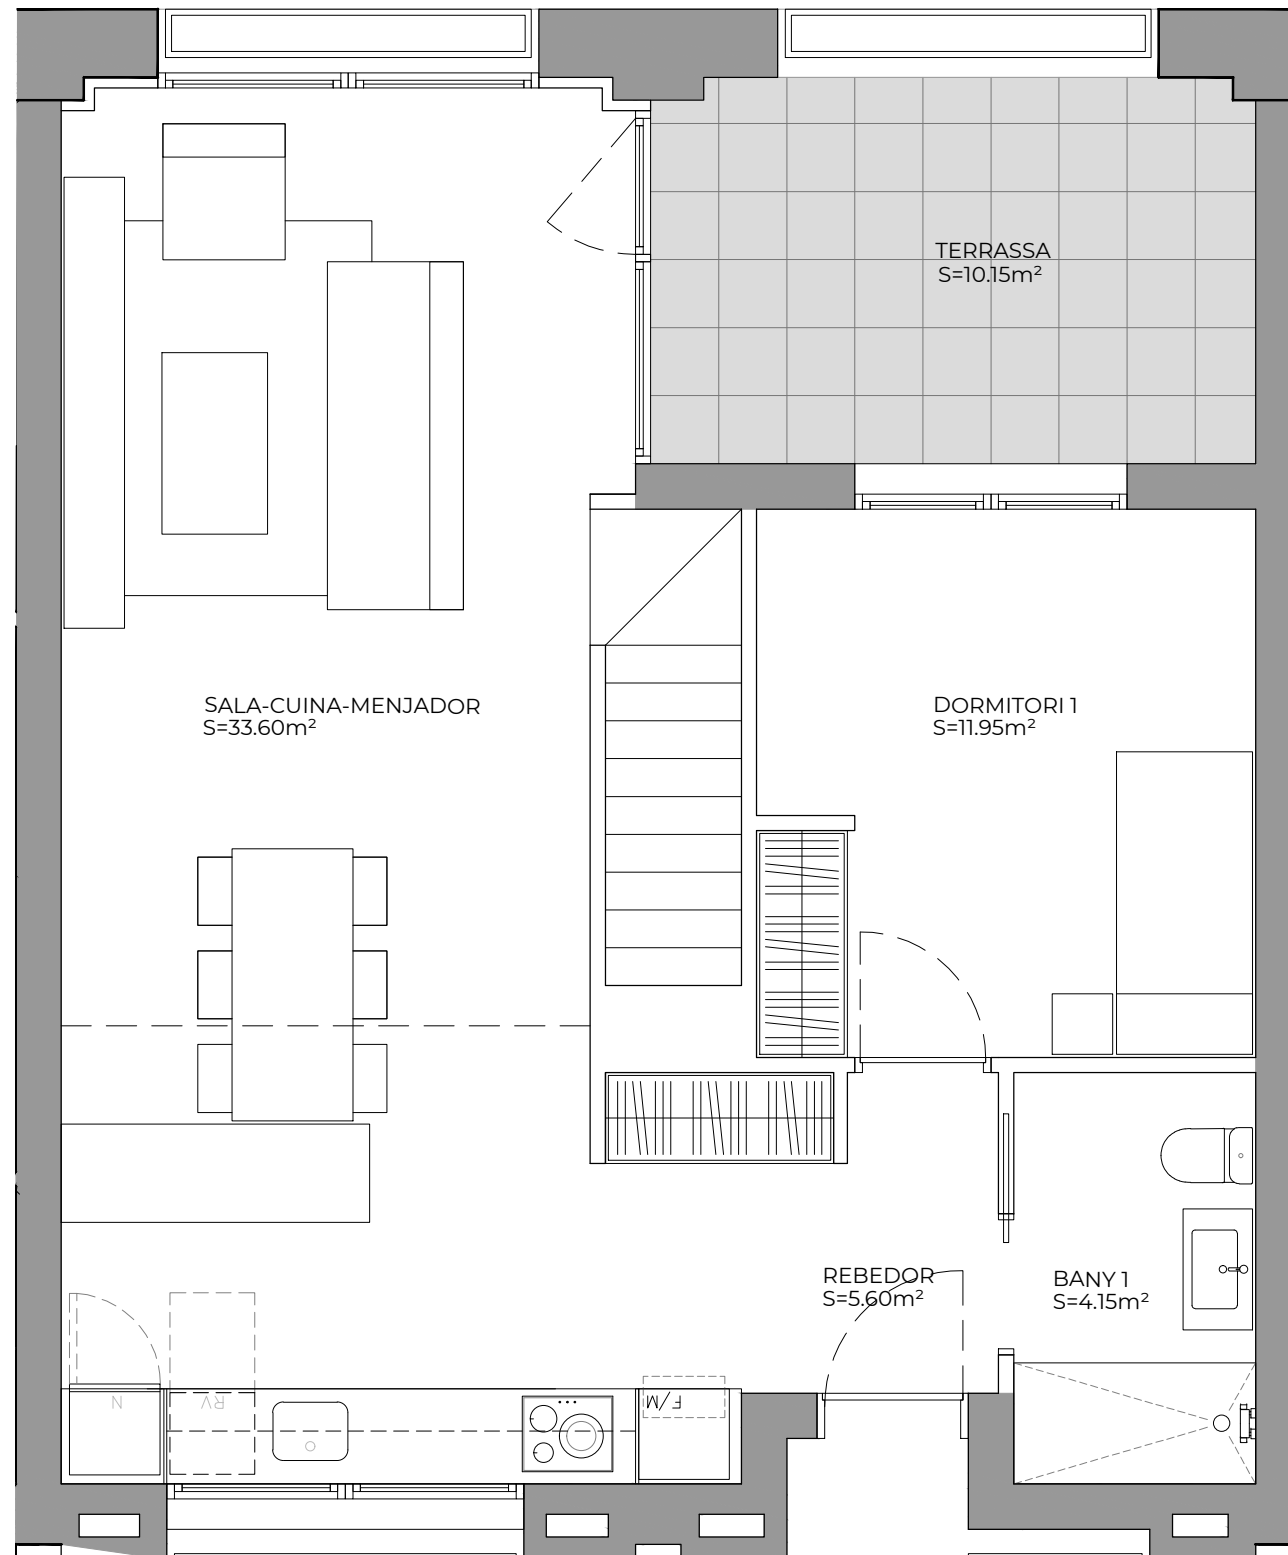 TERRASSA
S=10.15m²
SALA-CUINA-MENJADOR
S=33.60m²
DORMITORI 1
S=11.95m²
REBEDOR
S=5.60m²
BANY 1
S=4.15m²
N
RV
F/M